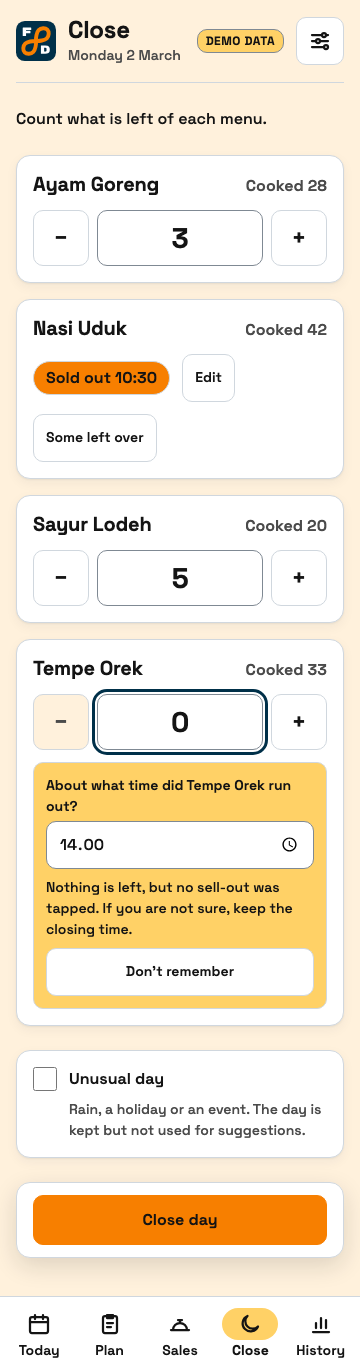 F
D
Close
Monday 2 March
DEMO DATA
Count what is left of each menu.
Ayam Goreng
Cooked 28
−
3
+
Nasi Uduk
Cooked 42
Sold out 10:30
Edit
Some left over
Sayur Lodeh
Cooked 20
−
5
+
Tempe Orek
Cooked 33
−
0
+
About what time did Tempe Orek run
out?
14.00
Nothing is left, but no sell-out was
tapped. If you are not sure, keep the
closing time.
Don't remember
Unusual day
Rain, a holiday or an event. The day is
kept but not used for suggestions.
Close day
Today
Plan
Sales
Close
History